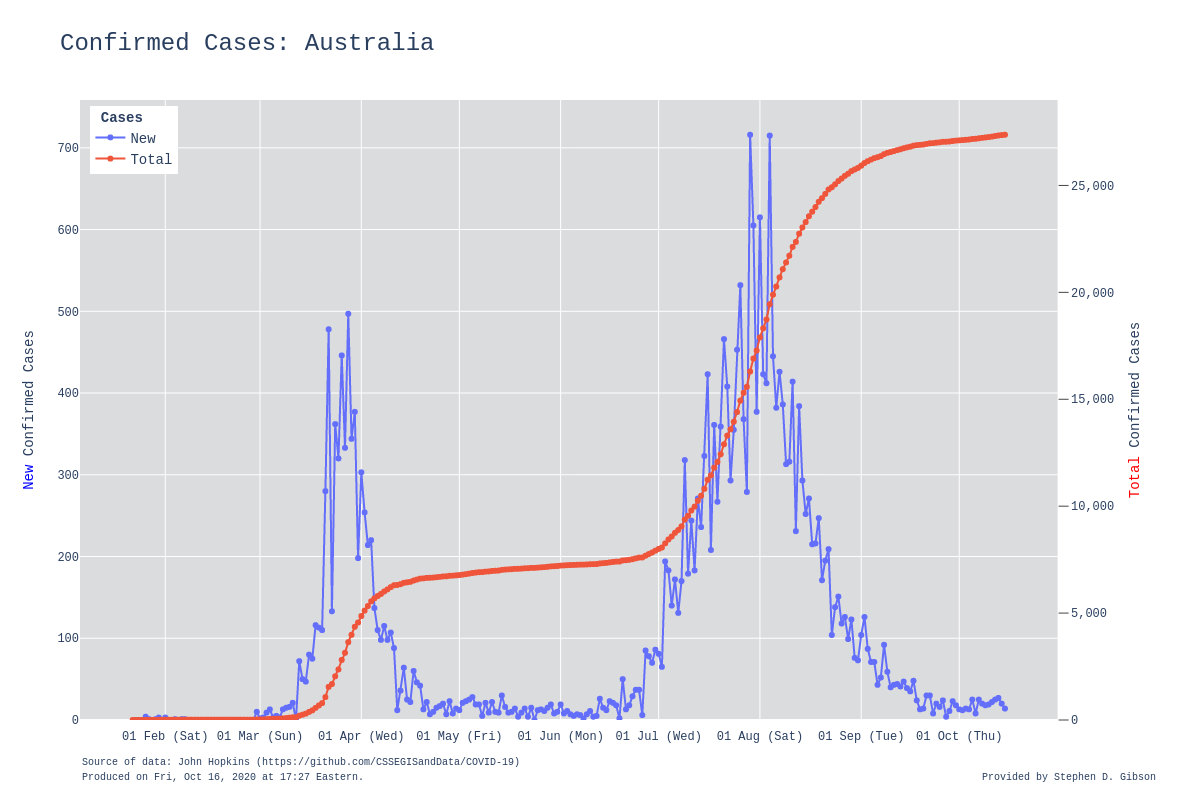 Confirmed Cases: Australia
Cases
New
Total
700
600
500
400
300
200
100
0
New Confirmed Cases
25,000
20,000
15,000
10,000
5,000
0
Total Confirmed Cases
01 Feb (Sat) 01 Mar (Sun) 01 Apr (Wed) 01 May (Fri) 01 Jun (Mon) 01 Jul (Wed) 01 Aug (Sat) 01 Sep (Tue) 01 Oct (Thu)
Source of data: John Hopkins (https://github.com/CSSEGISandData/COVID-19)
Produced on Fri, Oct 16, 2020 at 17:27 Eastern.
Provided by Stephen D. Gibson